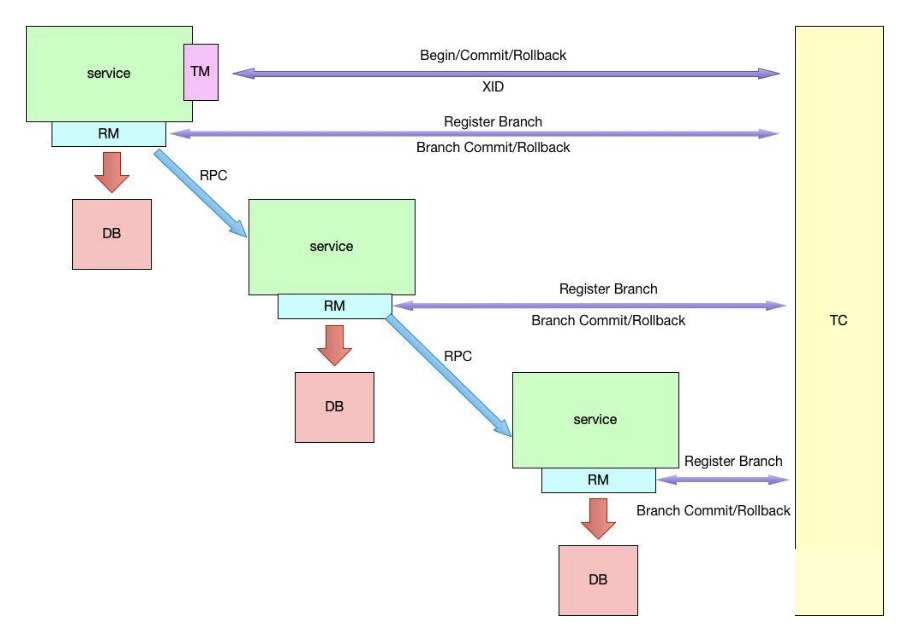 Begin/Commit/Rollback
service
TM
XID
Register Branch
RM
Branch Commit/Rollback
RPC
DB
service
Register Branch
RM
Branch Commit/Rollback
TC
RPC
DB
service
Register Branch
RM
Branch Commit/Rollback
DB